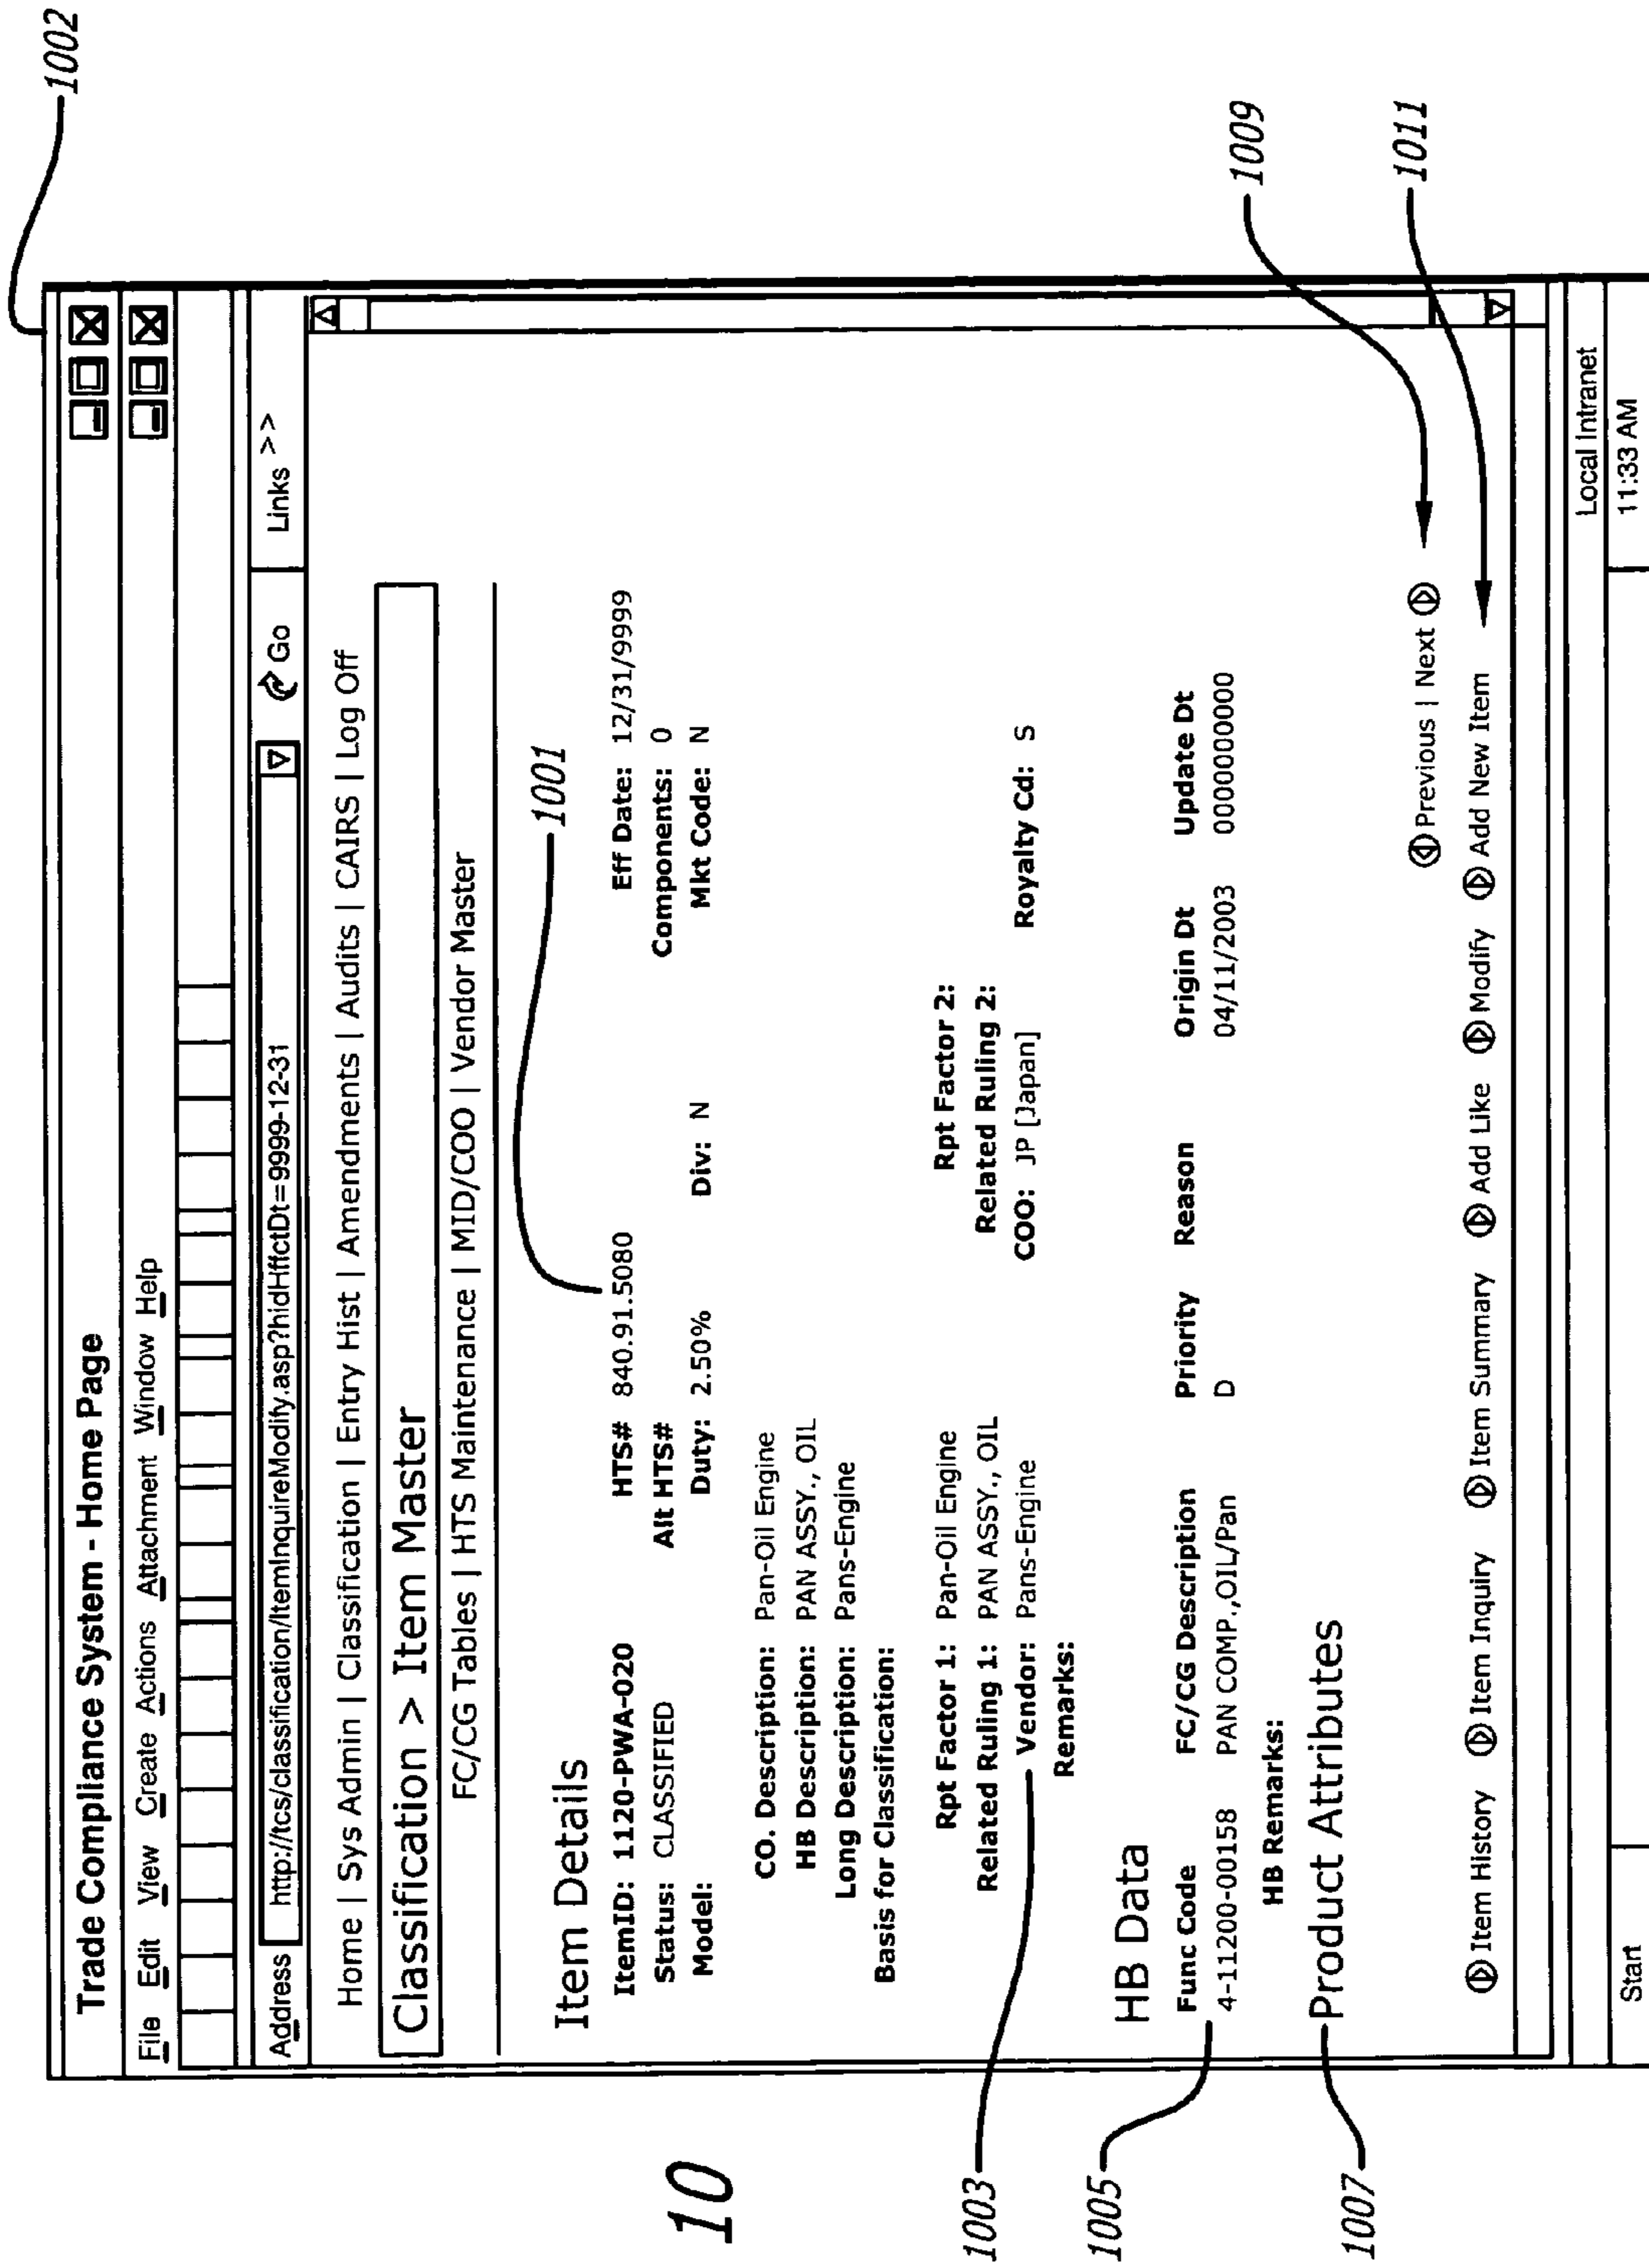 1002
Trade Compliance System - Home Page
File Edit View Create Actions Attachment Window Help
Address http://tcs/classification/ItemInquireModify.asp?hidHffctDt=9999-12-31 Go Links >>
Home | Sys Admin | Classification | Entry Hist | Amendments | Audits | CAIRS | Log Off
Classification > Item Master
FC/CG Tables | HTS Maintenance | MID/COO | Vendor Master
1001
Item Details
ItemID: 1120-PWA-020 HTS# 840.91.5080 Eff Date: 12/31/9999
Status: CLASSIFIED Alt HTS# Components: 0
Model: Duty: 2.50% Div: N Mkt Code: N
10
CO. Description: Pan-Oil Engine
HB Description: PAN ASSY., OIL
Long Description: Pans-Engine
Basis for Classification:
Rpt Factor 1: Pan-Oil Engine Rpt Factor 2:
Related Ruling 1: PAN ASSY., OIL Related Ruling 2:
1003
Vendor: Pans-Engine COO: JP [Japan] Royalty Cd: S
Remarks:
HB Data
1005
Func Code FC/CG Description Priority Reason Origin Dt Update Dt
4-11200-00158 PAN COMP.,OIL/Pan D 04/11/2003 0000000000
HB Remarks:
1007
Product Attributes
1009
Previous | Next
1011
Item History Item Inquiry Item Summary Add Like Modify Add New Item
Local Intranet
Start 11:33 AM